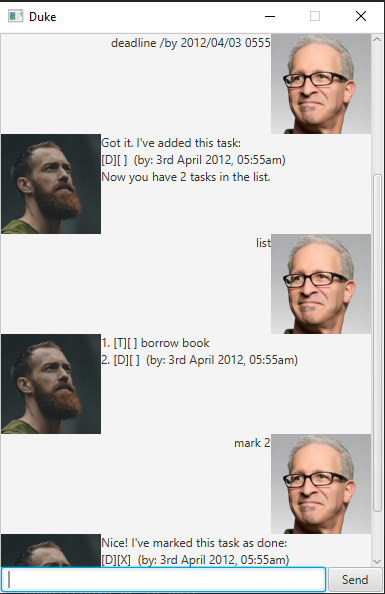 Duke
deadline /by 2012/04/03 0555
Got it. I've added this task:
[D][ ]  (by: 3rd April 2012, 05:55am)
Now you have 2 tasks in the list.
list
1. [T][ ] borrow book
2. [D][ ]  (by: 3rd April 2012, 05:55am)
mark 2
Nice! I've marked this task as done:
[D][X]  (by: 3rd April 2012, 05:55am)
Send